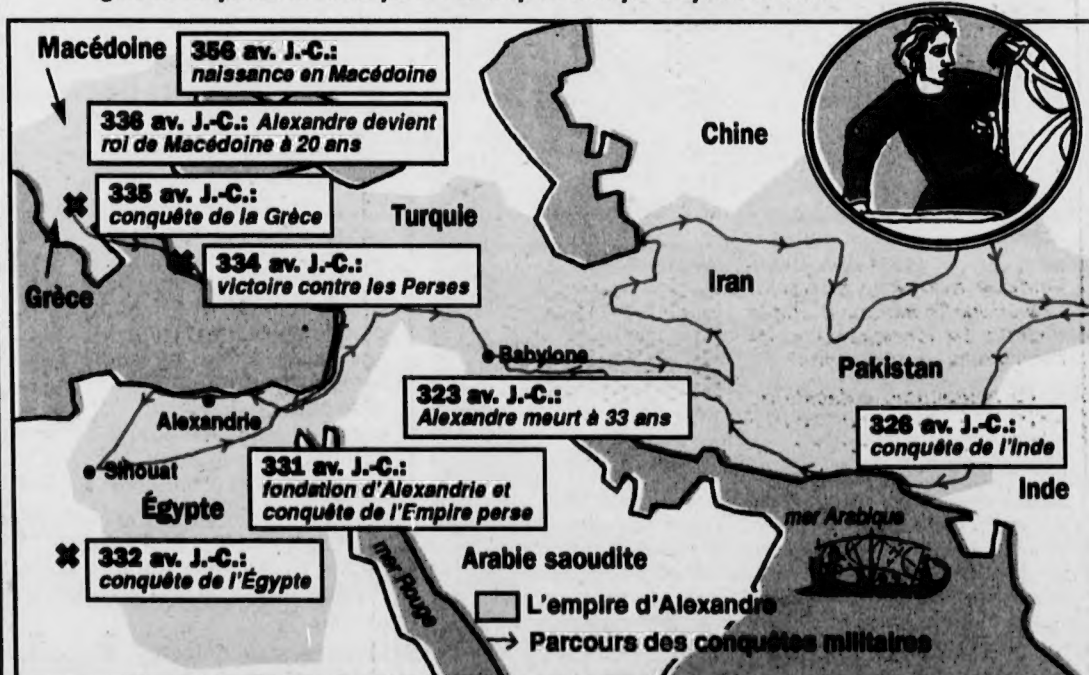 Macédoine
356 av. J.-C.:
naissance en Macédoine
336 av. J.-C.: Alexandre devient
roi de Macédoine à 20 ans
Chine
335 av. J.-C.:
conquête de la Grèce
Turquie
Grèce
334 av. J.-C.:
victoire contre les Perses
Iran
Babylone
Pakistan
323 av. J.-C.:
Alexandre meurt à 33 ans
326 av. J.-C.:
conquête de l'Inde
Inde
Alexandrie
Sihouat
331 av. J.-C.:
fondation d'Alexandrie et
conquête de l'Empire perse
Égypte
332 av. J.-C.:
conquête de l'Égypte
mer Rouge
Arabie saoudite
mer Arabique
L'empire d'Alexandre
Parcours des conquêtes militaires